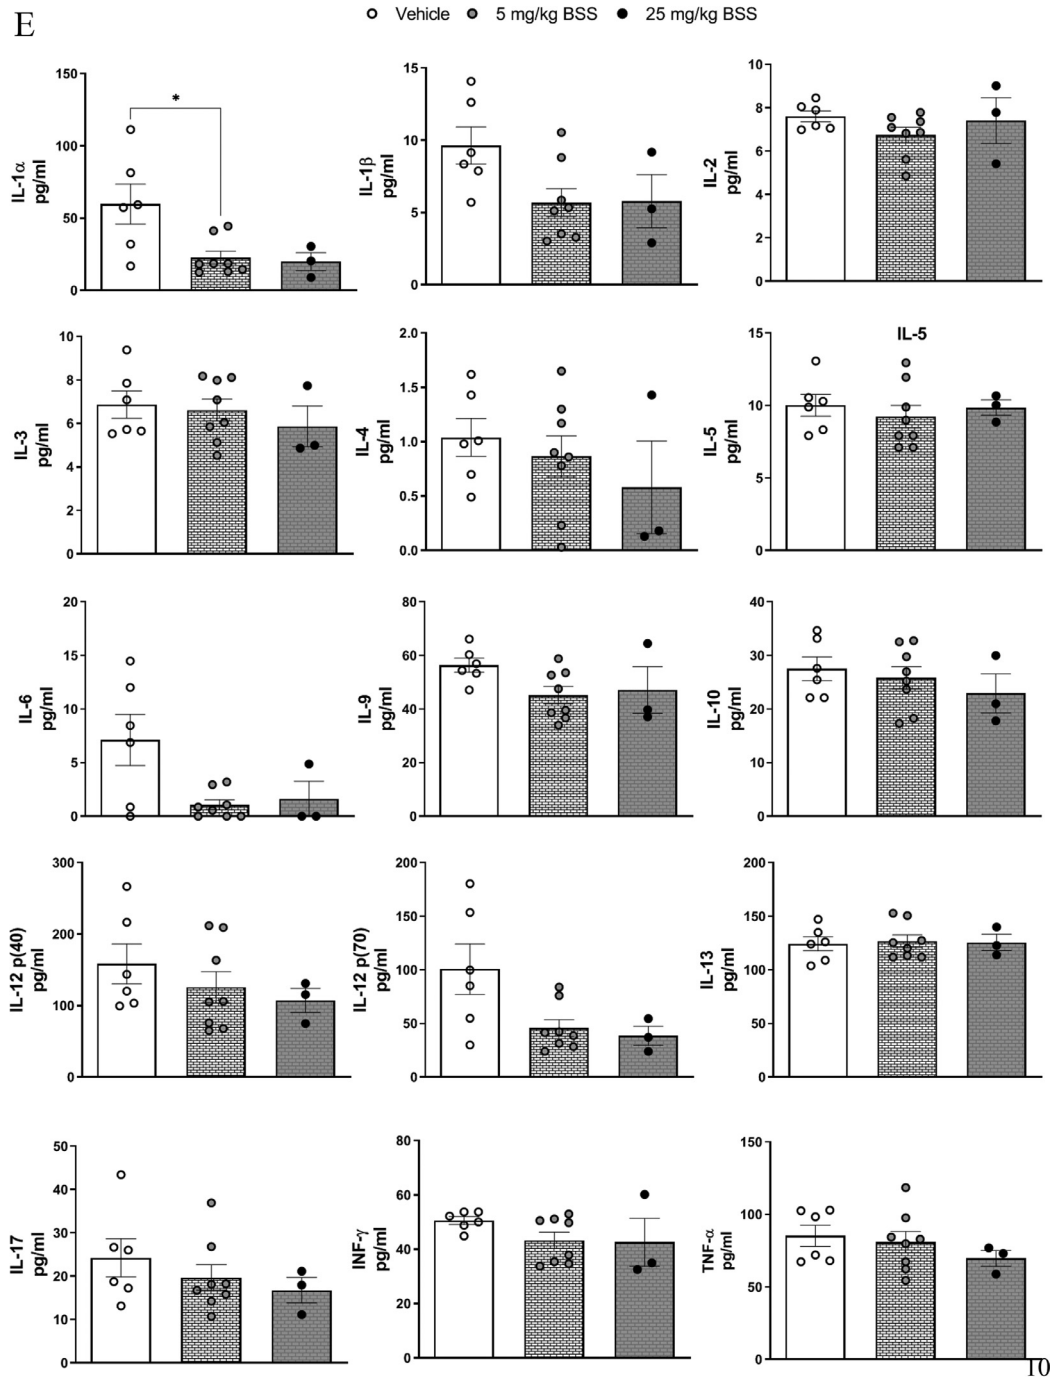 E
Vehicle 5 mg/kg BSS 25 mg/kg BSS
IL-1α
pg/ml
150
100
50
0
*
IL-1β
pg/ml
15
10
5
0
IL-2
pg/ml
10
8
6
4
2
0
IL-3
pg/ml
10
8
6
4
2
0
IL-4
pg/ml
2.0
1.5
1.0
0.5
0.0
IL-5
IL-5
pg/ml
15
10
5
0
IL-6
pg/ml
20
15
10
5
0
IL-9
pg/ml
80
60
40
20
0
IL-10
pg/ml
40
30
20
10
0
IL-12 p(40)
pg/ml
300
200
100
0
IL-12 p(70)
pg/ml
200
150
100
50
0
IL-13
pg/ml
200
150
100
50
0
IL-17
pg/ml
50
40
30
20
10
0
INF-γ
pg/ml
80
60
40
20
0
TNF-α
pg/ml
150
100
50
0
10